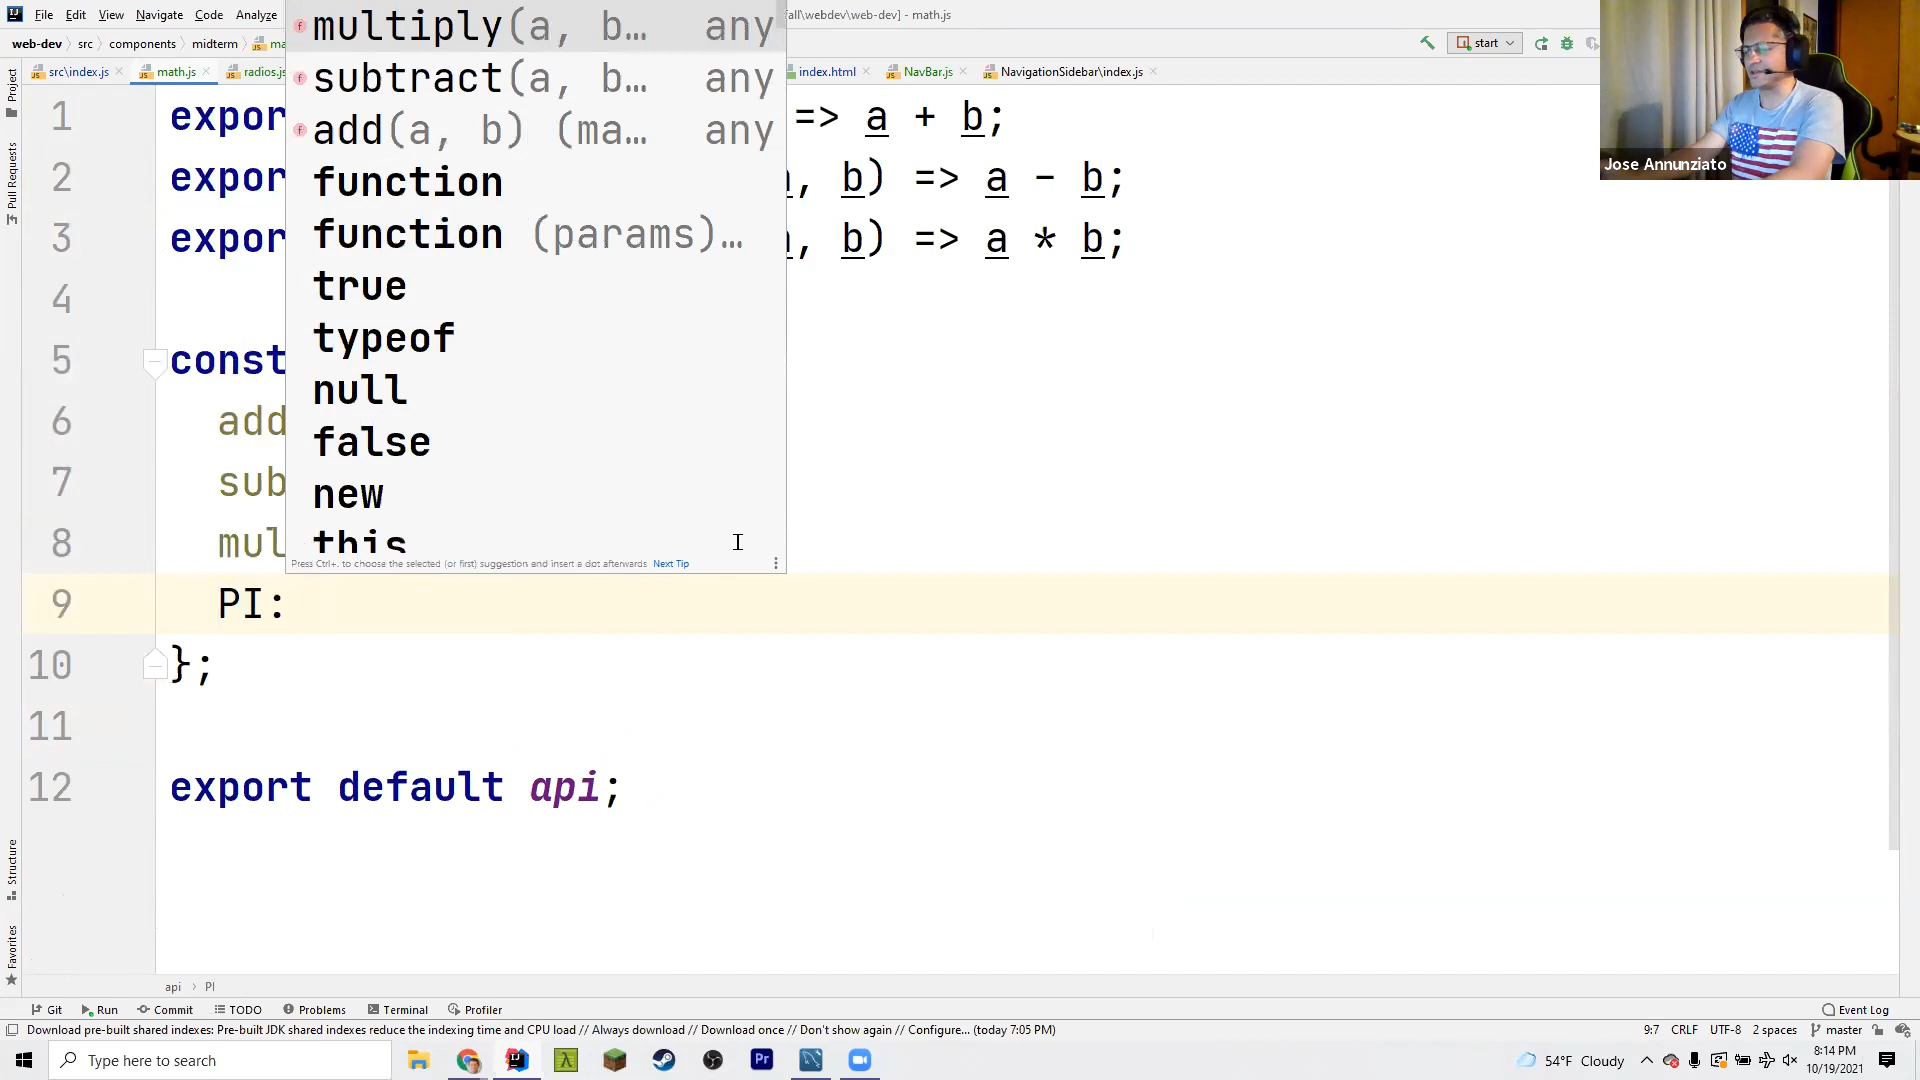 File Edit View Navigate Code Analyze
fall\webdev\web-dev] - math.js
web-dev src components midterm
start
src\index.js math.js radios.js index.html NavBar.js NavigationSidebar\index.js
Project
Pull Requests
Structure
Favorites
multiply(a, b… any
subtract(a, b… any
add(a, b) (ma… any
function
function (params)…
true
typeof
null
false
new
this
Press Ctrl+. to choose the selected (or first) suggestion and insert a dot afterwards Next Tip
1 expor => a + b;
2 expor , b) => a - b;
3 expor , b) => a * b;
4
5 const
6 add
7 sub
8 mul
9 PI:
10 };
11
12 export default api;
Jose Annunziato
api PI
Git Run Commit TODO Problems Terminal Profiler Event Log
Download pre-built shared indexes: Pre-built JDK shared indexes reduce the indexing time and CPU load // Always download // Download once // Don't show again // Configure... (today 7:05 PM)
9:7 CRLF UTF-8 2 spaces master
Type here to search
Pr
54°F Cloudy
8:14 PM
10/19/2021